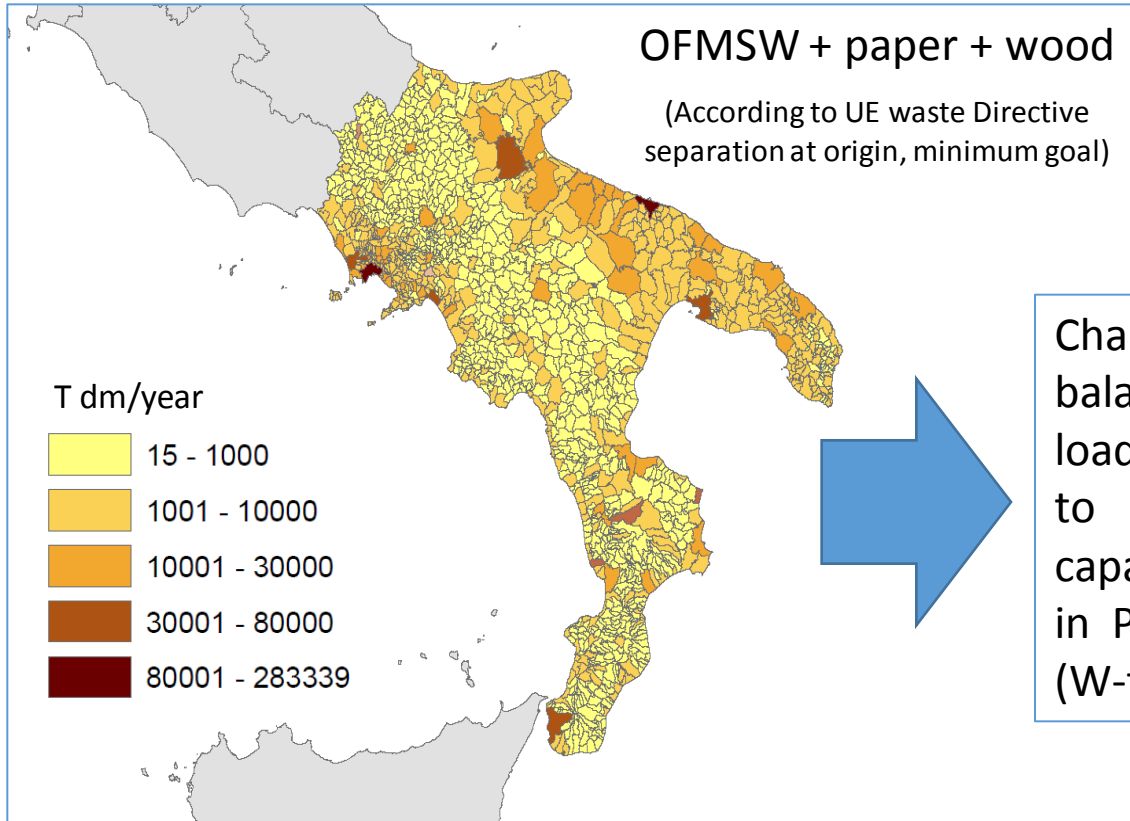 OFMSW + paper + wood
(According to UE waste Directive
separation at origin, minimum goal)
T dm/year
15 - 1000
1001 - 10000
10001 - 30000
30001 - 80000
80001 - 283339
Cha
bala
load
to
capa
in P
(W-